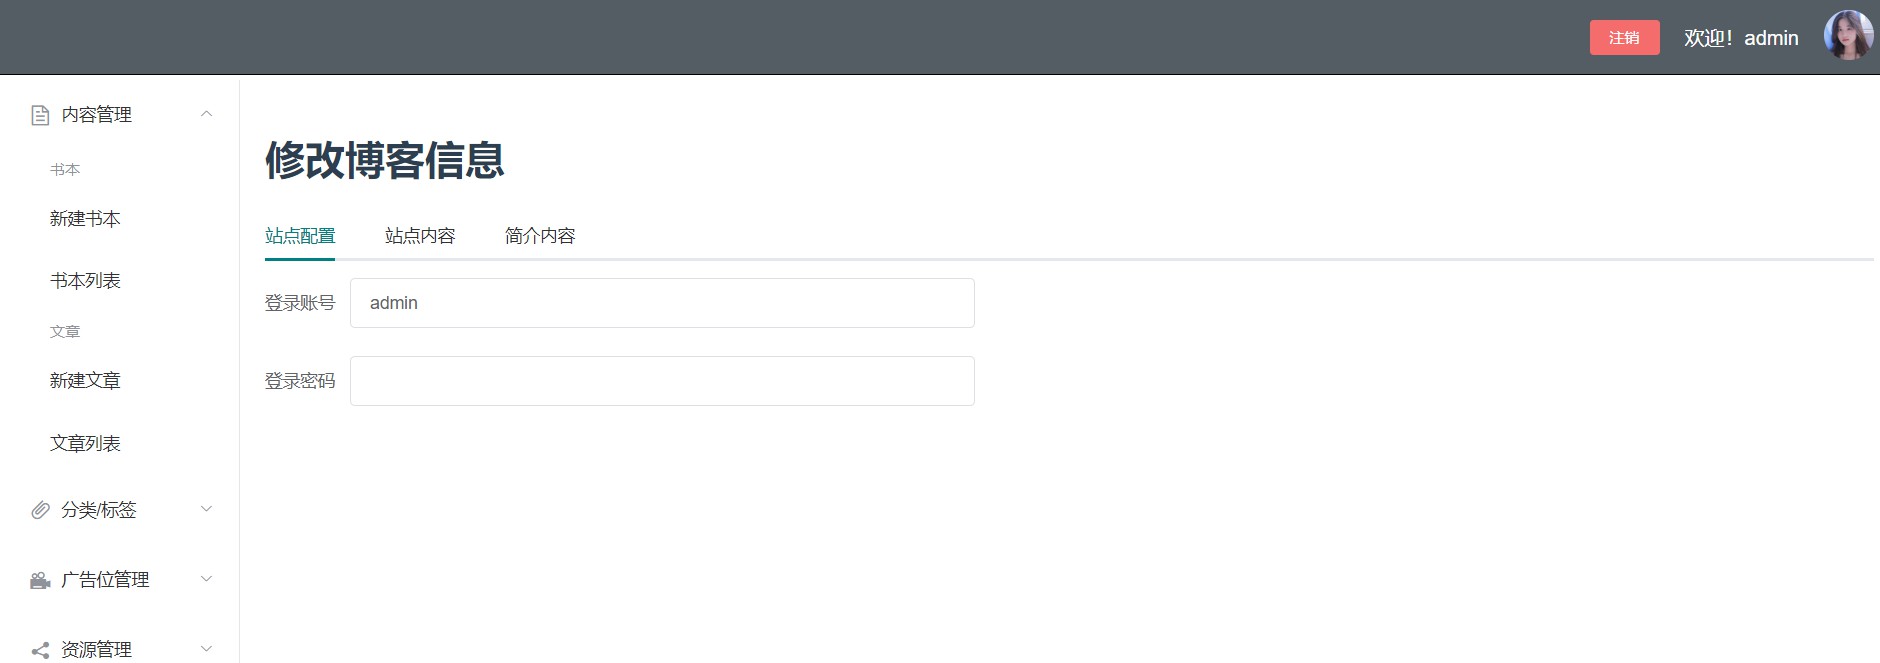 注销
欢迎！admin
内容管理
书本
新建书本
书本列表
文章
新建文章
文章列表
分类/标签
广告位管理
资源管理
修改博客信息
站点配置 站点内容 简介内容
登录账号 admin
登录密码